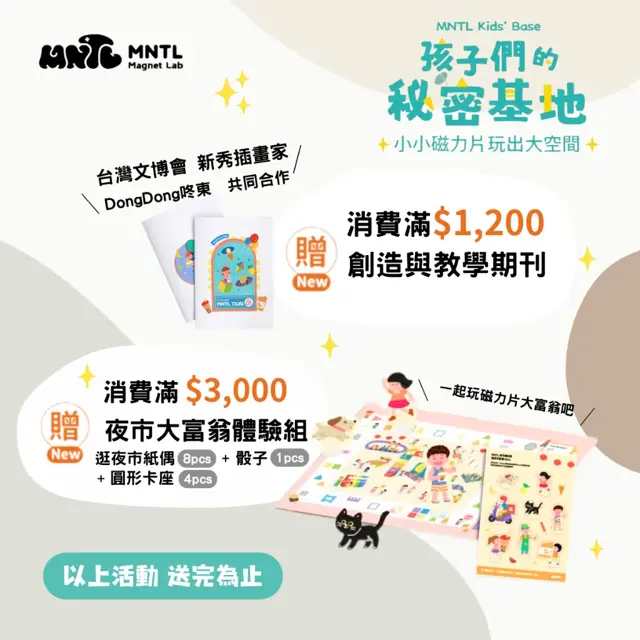 MNTL
MNTL
Magnet Lab
MNTL Kids' Base
孩子們的
秘密基地
小小磁力片玩出大空間
台灣文博會 新秀插畫家
DongDong咚東 共同合作
MNTL TILES
贈
New
消費滿$1,200
創造與教學期刊
消費滿 $3,000
贈
New
夜市大富翁體驗組
逛夜市紙偶 8pcs + 骰子 1pcs
+ 圓形卡座 4pcs
一起玩磁力片大富翁吧
以上活動 送完為止